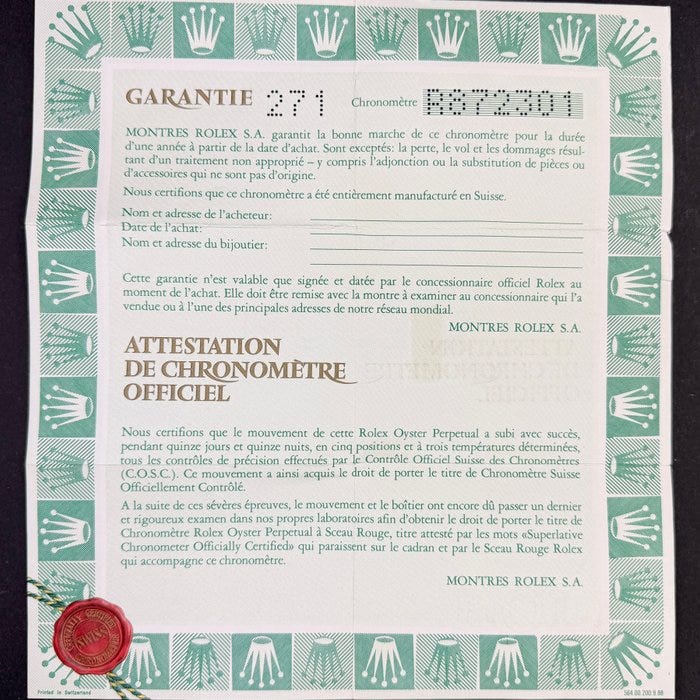 GARANTIE 271 Chronomètre R872301
MONTRES ROLEX S.A. garantit la bonne marche de ce chronomètre pour la durée
d'une année à partir de la date d'achat. Sont exceptés: la perte, le vol et les dommages résul-
tant d'un traitement non approprié – y compris l'adjonction ou la substitution de pièces ou
d'accessoires qui ne sont pas d'origine.
Nous certifions que ce chronomètre a été entièrement manufacturé en Suisse.
Nom et adresse de l'acheteur:
Date de l'achat:
Nom et adresse du bijoutier:
Cette garantie n'est valable que signée et datée par le concessionnaire officiel Rolex au
moment de l'achat. Elle doit être remise avec la montre à examiner au concessionnaire qui l'a
vendue ou à l'une des principales adresses de notre réseau mondial.
MONTRES ROLEX S.A.
ATTESTATION
DE CHRONOMÈTRE
OFFICIEL
Nous certifions que le mouvement de cette Rolex Oyster Perpetual a subi avec succès,
pendant quinze jours et quinze nuits, en cinq positions et à trois températures déterminées,
tous les contrôles de précision effectués par le Contrôle Officiel Suisse des Chronomètres
(C.O.S.C.). Ce mouvement a ainsi acquis le droit de porter le titre de Chronomètre Suisse
Officiellement Contrôlé.
A la suite de ces sévères épreuves, le mouvement et le boîtier ont encore dû passer un dernier
et rigoureux examen dans nos propres laboratoires afin d'obtenir le droit de porter le titre de
Chronomètre Rolex Oyster Perpetual à Sceau Rouge, titre attesté par les mots «Superlative
Chronometer Officially Certified» qui paraissent sur le cadran et par le Sceau Rouge Rolex
qui accompagne ce chronomètre.
MONTRES ROLEX S.A.
SWISS
Printed in Switzerland
564.00.200.9.88